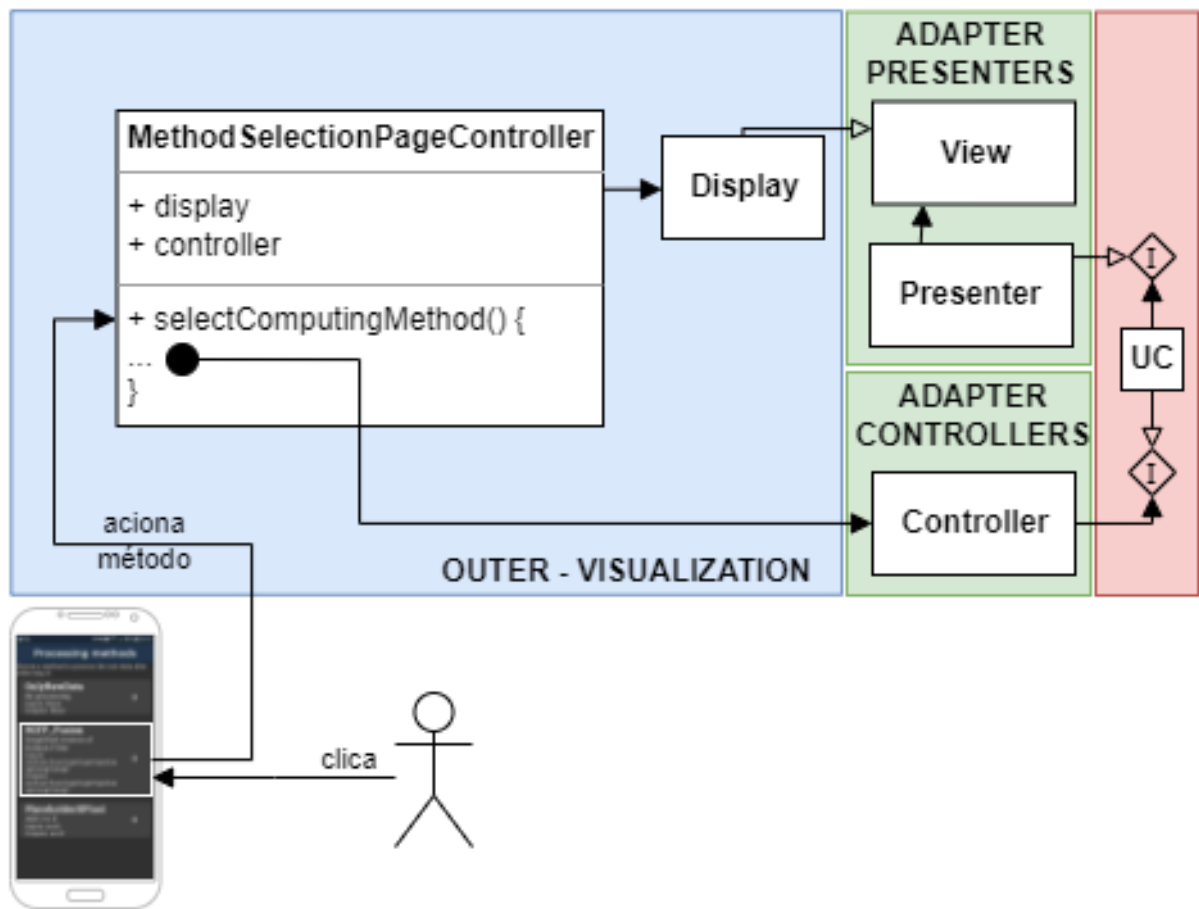 ADAPTER
PRESENTERS
MethodSelectionPageController
View
Display
+ display
+ controller
I
Presenter
+ selectComputingMethod() {
UC
...
}
ADAPTER
CONTROLLERS
I
Controller
aciona
método
OUTER - VISUALIZATION
Processing methods
OnlyRawData
clica